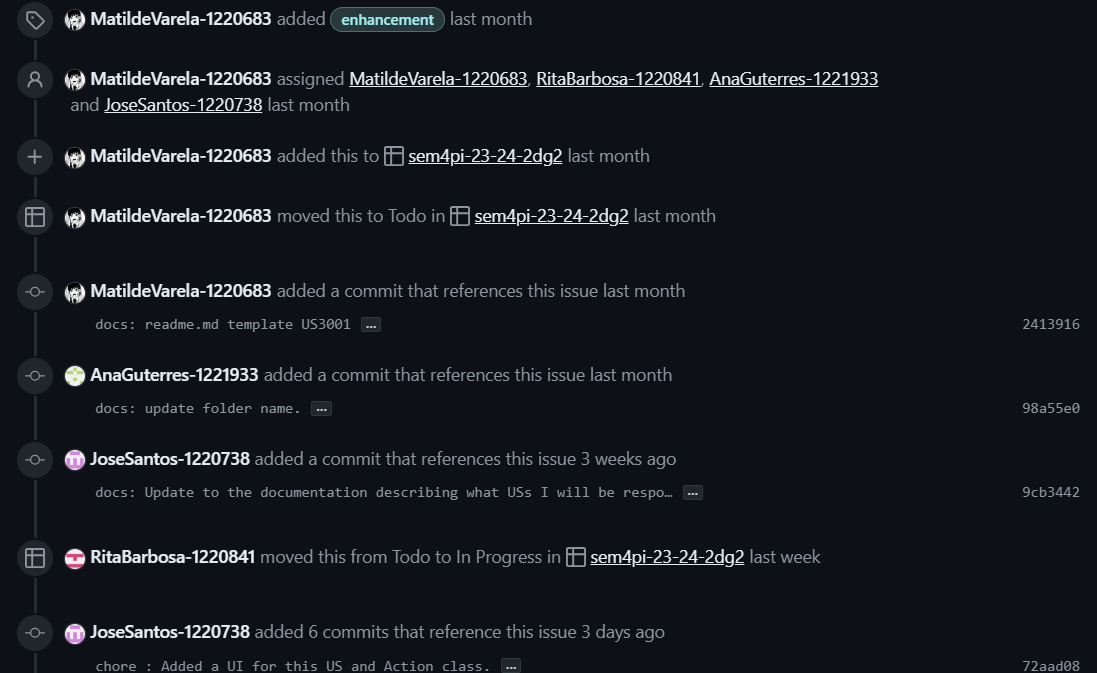 MatildeVarela-1220683 added enhancement last month
MatildeVarela-1220683 assigned MatildeVarela-1220683, RitaBarbosa-1220841, AnaGuterres-1221933
and JoseSantos-1220738 last month
MatildeVarela-1220683 added this to sem4pi-23-24-2dg2 last month
MatildeVarela-1220683 moved this to Todo in sem4pi-23-24-2dg2 last month
MatildeVarela-1220683 added a commit that references this issue last month
docs: readme.md template US3001 … 2413916
AnaGuterres-1221933 added a commit that references this issue last month
docs: update folder name. … 98a55e0
JoseSantos-1220738 added a commit that references this issue 3 weeks ago
docs: Update to the documentation describing what USs I will be respo… … 9cb3442
RitaBarbosa-1220841 moved this from Todo to In Progress in sem4pi-23-24-2dg2 last week
JoseSantos-1220738 added 6 commits that reference this issue 3 days ago
chore : Added a UI for this US and Action class. … 72aad08